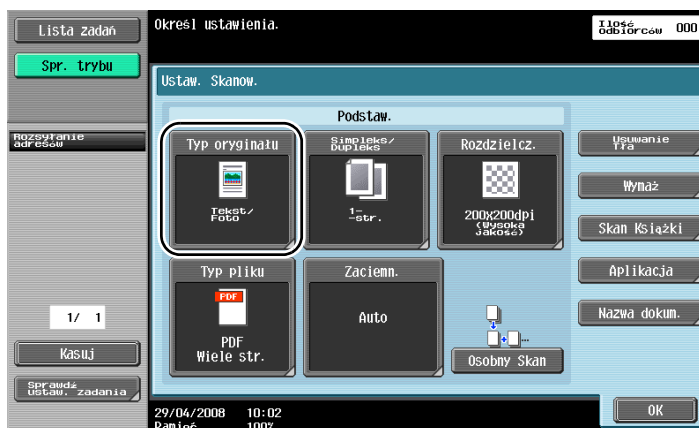 Lista zadań
Określ ustawienia.
Ilość
odbiorców 000
Spr. trybu
Ustaw. Skanow.
Rozsyłanie
adresów
Podstaw.
Typ oryginału
Tekst/
Foto
Simpleks/
Dupleks
1-
-str.
Rozdzielcz.
200X200dpi
(Wysoka
jakość)
Usuwanie
Tła
Wymaż
Skan Książki
Aplikacja
Nazwa dokum.
Typ pliku
PDF
PDF
Wiele str.
Zaciemn.
Auto
Osobny Skan
1/ 1
Kasuj
Sprawdź
ustaw. zadania
29/04/2008 10:02
Pamięć 100%
OK